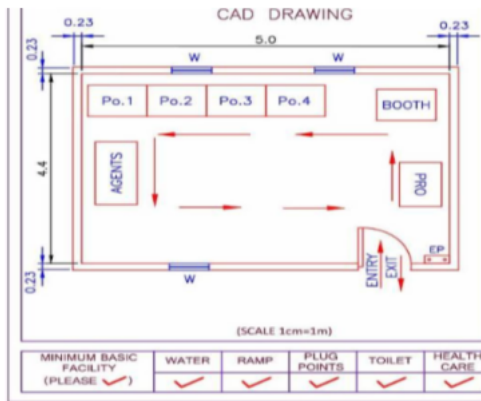 CAD DRAWING
0.23
5.0
0.23
0.23
W
W
Po.1 Po.2 Po.3 Po.4
BOOTH
4.4
AGENTS
PRO
EP
0.23
W
ENTRY
EXIT
(SCALE 1cm=1m)
MINIMUM BASIC
FACILITY
(PLEASE ✓)
WATER
RAMP
PLUG
POINTS
TOILET
HEALTH
CARE
✓ ✓ ✓ ✓ ✓